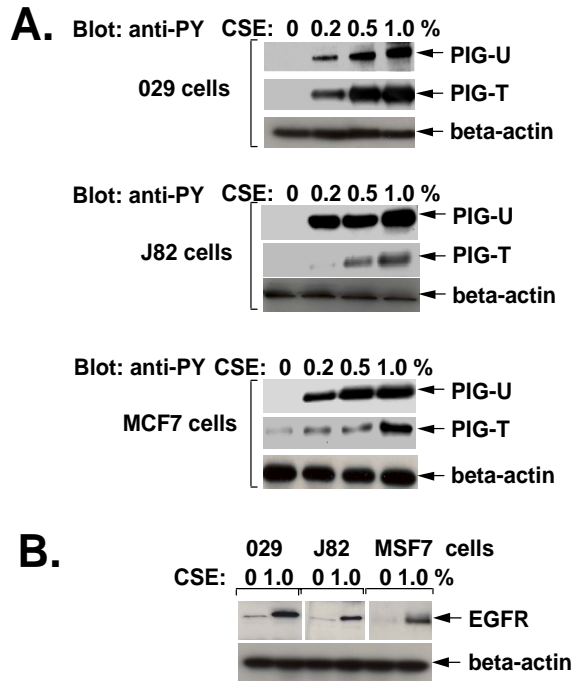 A.
Blot: anti-PY CSE: 0 0.2 0.5 1.0 %
PIG-U
029 cells
PIG-T
beta-actin
Blot: anti-PY CSE: 0 0.2 0.5 1.0 %
PIG-U
J82 cells
PIG-T
beta-actin
Blot: anti-PY CSE: 0 0.2 0.5 1.0 %
PIG-U
MCF7 cells
PIG-T
beta-actin
B.
029 J82 MSF7 cells
CSE: 0 1.0 0 1.0 0 1.0 %
EGFR
beta-actin